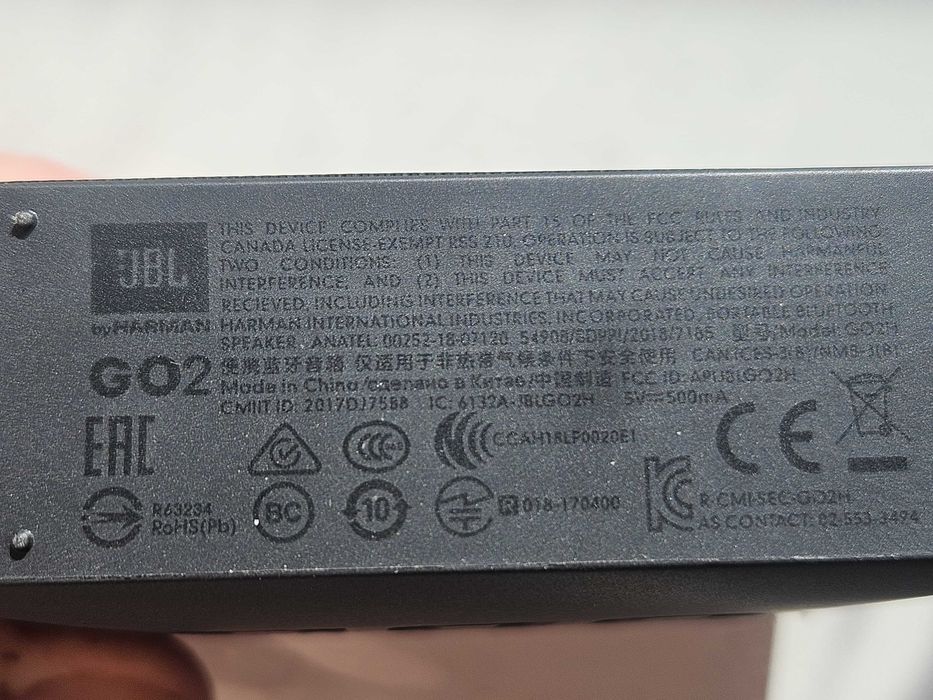 THIS DEVICE COMPLIES WITH PART 15 OF THE FCC RULES AND INDUSTRY
CANADA LICENSE-EXEMPT RSS 210. OPERATION IS SUBJECT TO THE FOLLOWING
TWO CONDITIONS: (1) THIS DEVICE MAY NOT CAUSE HARMANFUL
INTERFERENCE; AND (2) THIS DEVICE MUST ACCEPT ANY INTERFERENCE
RECIEVED, INCLUDING INTERFERENCE THAT MAY CAUSE UNDESIRED OPERATION.
HARMAN INTERNATIONAL INDUSTRIES, INCORPORATED, PORTABLE BLUETOOTH
SPEAKER, ANATEL: 00252-18-07120 54908/SDPPI/2018/7185 型号/Model: GO2H
便携蓝牙音箱 仅适用于非热带气候条件下安全使用 CAN ICES-3(B)/NMB-3(B)
Made in China/сделано в Китае/中国制造 FCC ID: APIJBLGO2H
CMIIT ID: 2017DJ7588 IC: 6132A-JBLGO2H 5V⎓500mA
JBL
by HARMAN
GO2
EAC
CCC
CCAH18LP0020E1
CE
R63234
RoHS(Pb)
BC
10
R 018-170400
R-CMI-SEC-GO2H
AS CONTACT: 02-553-3494